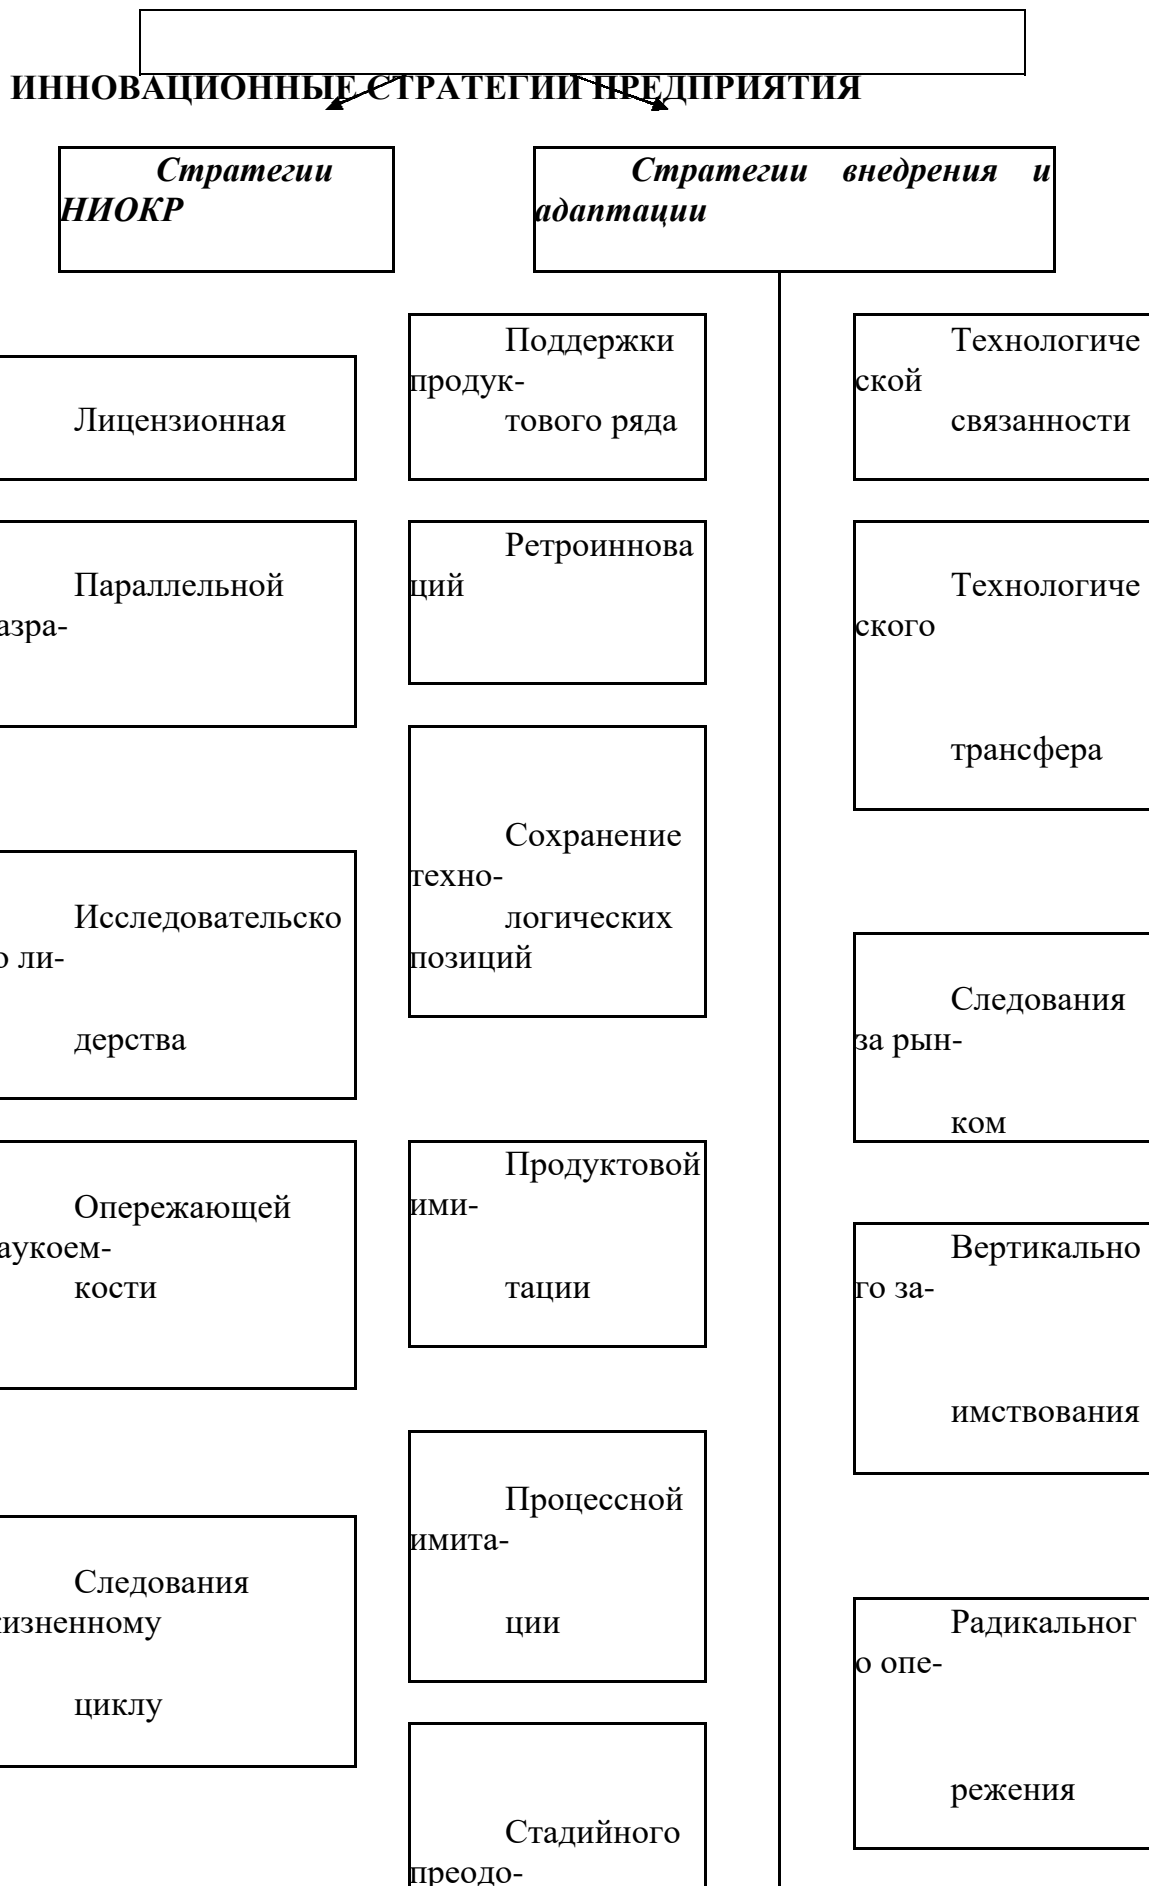 ИННОВАЦИОННЫЕ СТРАТЕГИИ ПРЕДПРИЯТИЯ
Стратегии
НИОКР
Стратегии внедрения и
адаптации
Лицензионная
Параллельной
азра-
Исследовательско
о ли-
дерства
Опережающей
аукоем-
кости
Следования
изненному
циклу
Поддержки
продук-
тового ряда
Ретроиннова
ций
Сохранение
техно-
логических
позиций
Продуктовой
ими-
тации
Процессной
имита-
ции
Стадийного
преодо-
Технологиче
ской
связанности
Технологиче
ского
трансфера
Следования
за рын-
ком
Вертикально
го за-
имствования
Радикальног
о опе-
режения